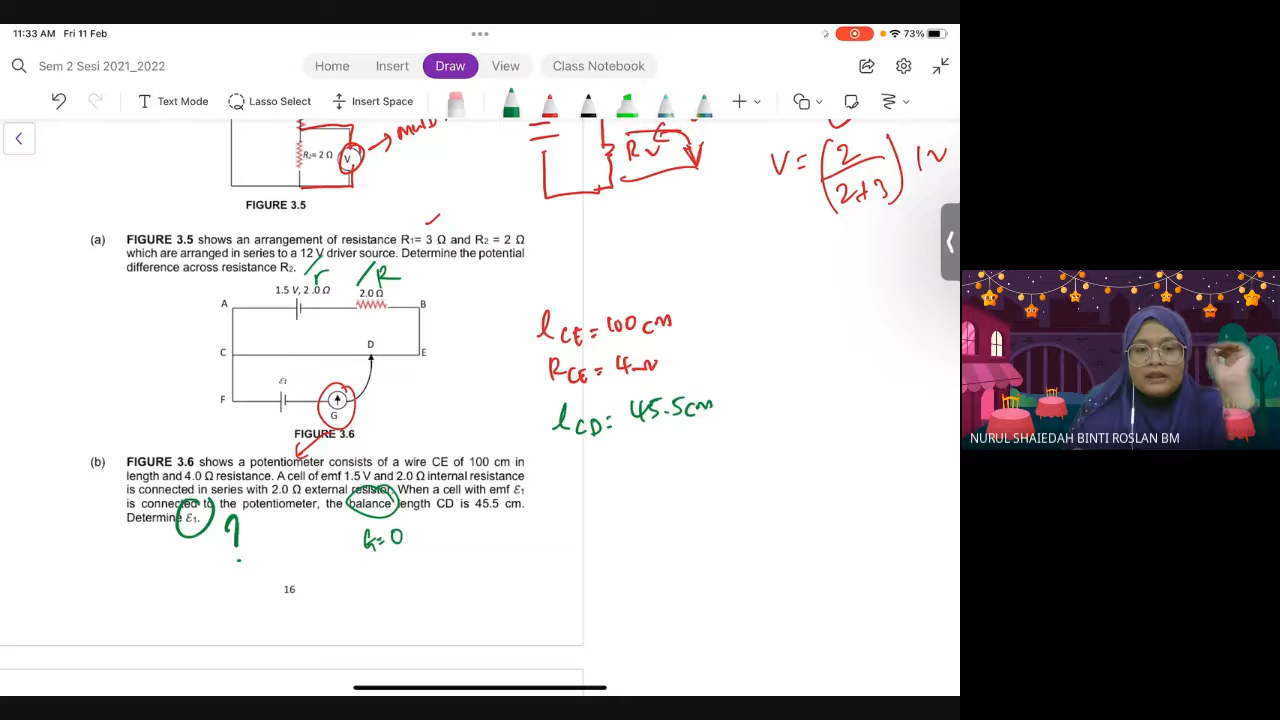 11:33 AM Fri 11 Feb
73%
Sem 2 Sesi 2021_2022
Home Insert Draw View Class Notebook
Text Mode Lasso Select Insert Space
R2= 2 Ω
V
R V
V = (2 / 2+3) 12
FIGURE 3.5
(a) FIGURE 3.5 shows an arrangement of resistance R1= 3 Ω and R2 = 2 Ω
which are arranged in series to a 12 V driver source. Determine the potential
difference across resistance R2.
r R
1.5 V, 2.0 Ω 2.0 Ω
A B
C D E
ε1
F G
FIGURE 3.6
lCE = 100 cm
RCE = 4Ω
lCD = 45.5cm
(b) FIGURE 3.6 shows a potentiometer consists of a wire CE of 100 cm in
length and 4.0 Ω resistance. A cell of emf 1.5 V and 2.0 Ω internal resistance
is connected in series with 2.0 Ω external resistor. When a cell with emf ε1
is connected to the potentiometer, the balance length CD is 45.5 cm.
Determine ε1.
?
G=0
16
NURUL SHAIEDAH BINTI ROSLAN BM